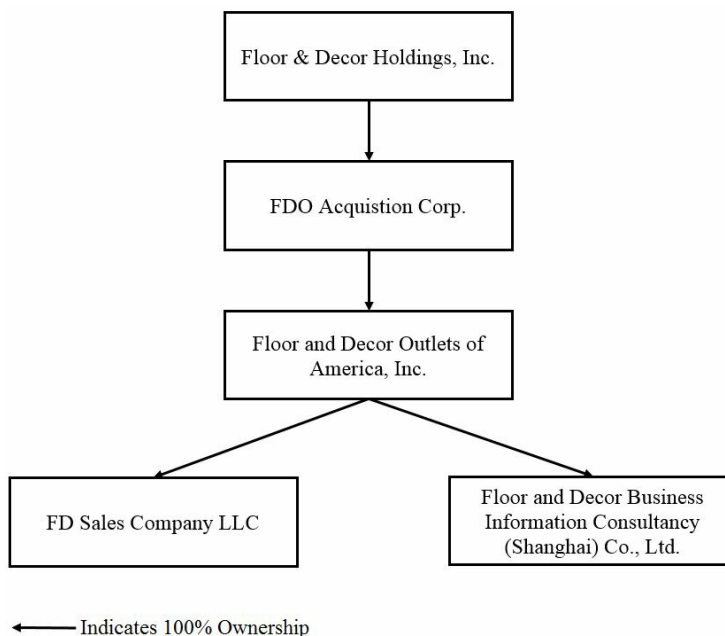 Floor & Decor Holdings, Inc.
FDO Acquistion Corp.
Floor and Decor Outlets of
America, Inc.
FD Sales Company LLC
Floor and Decor Business
Information Consultancy
(Shanghai) Co., Ltd.
Indicates 100% Ownership